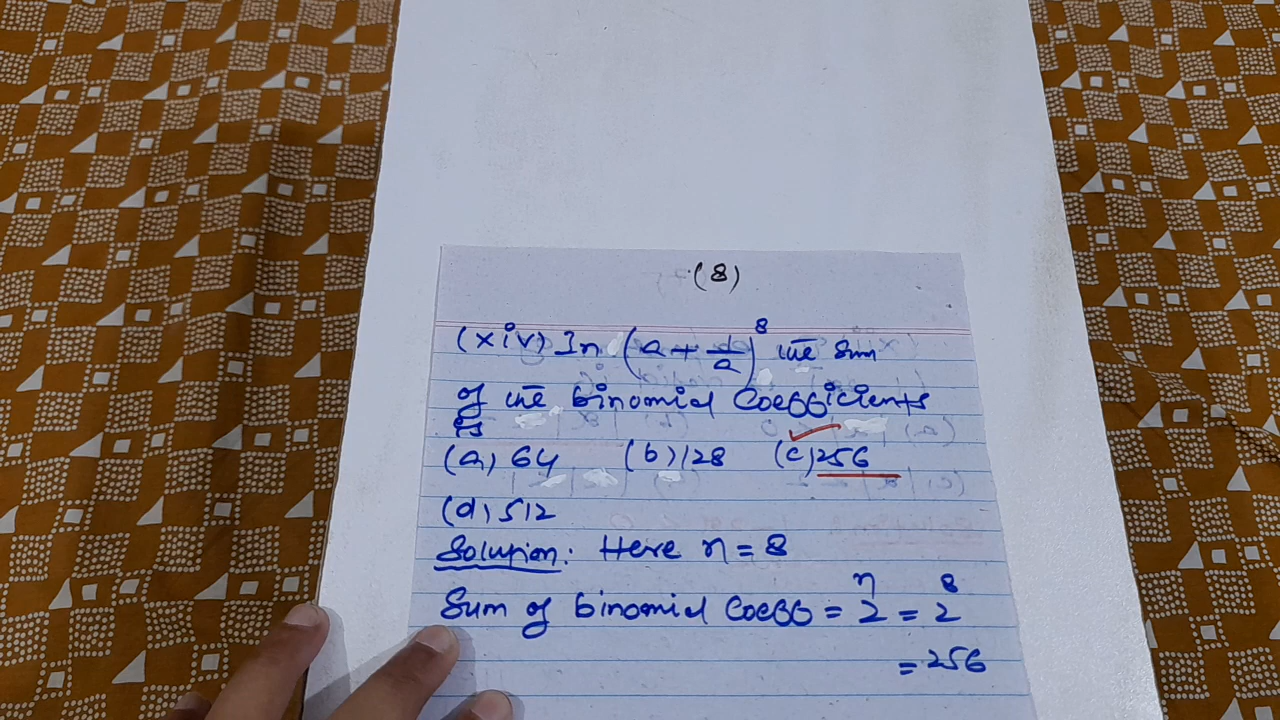 (8)
(xiv) In (a + 1/a)^8 the sum
of the binomial coefficients
is
(a) 64 (b) 128 (c) 256
(d) 512
Solution: Here n = 8
Sum of binomial coeff = 2^n = 2^8
= 256